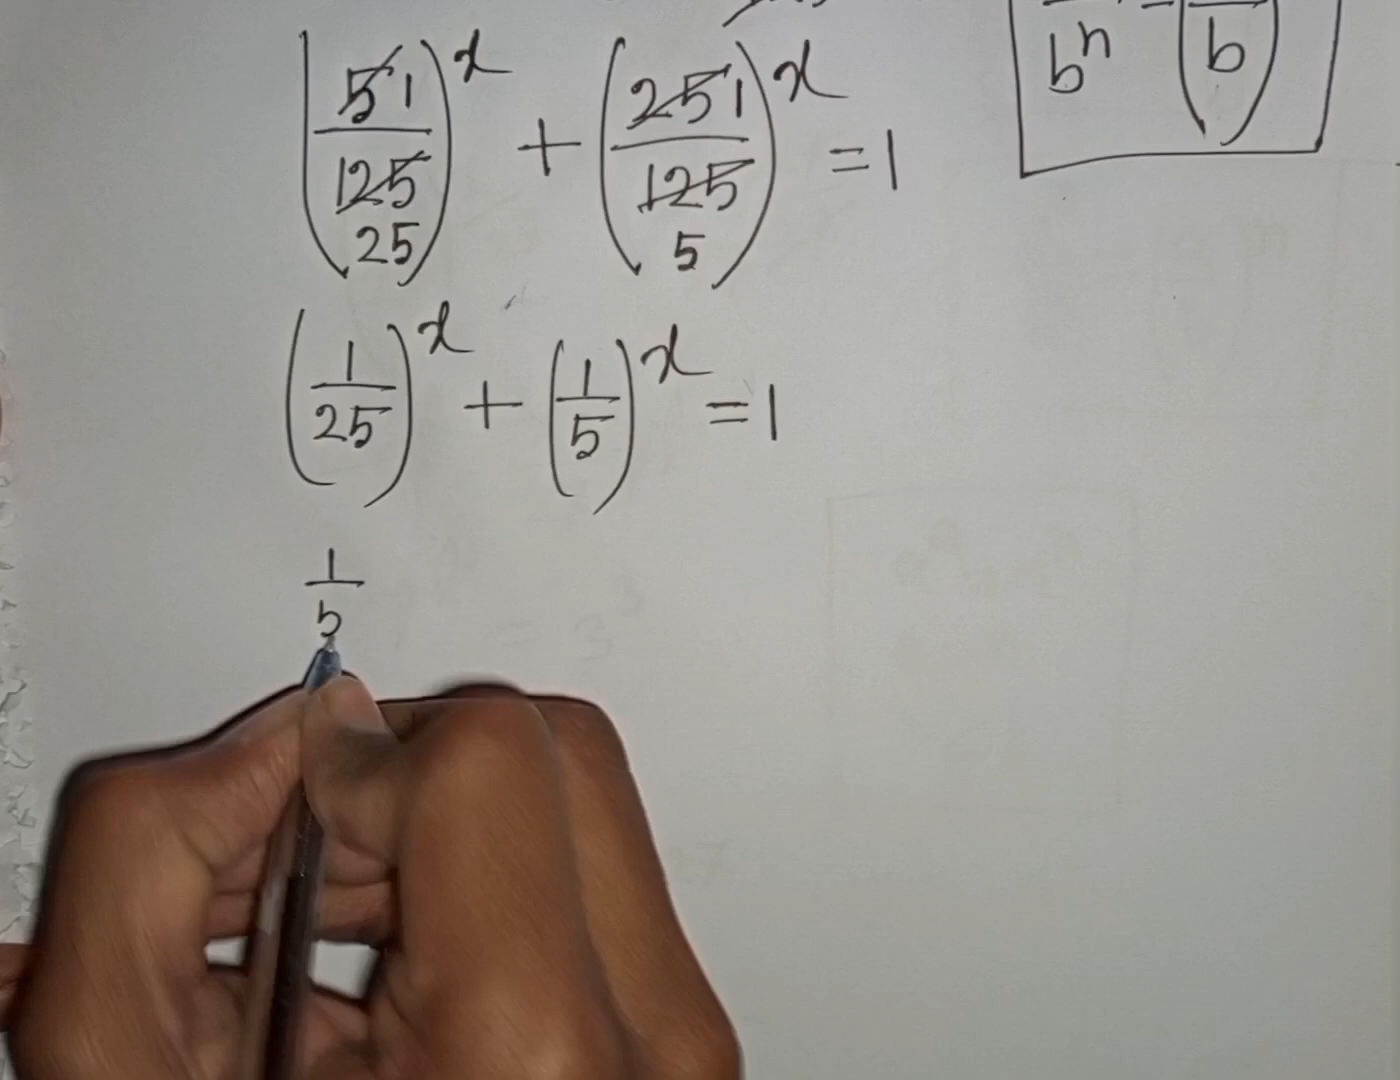 b^n = ( / b)
(5 1 / 125 25)^x + (25 1 / 125 5)^x = 1
(1/25)^x + (1/5)^x = 1
1/5